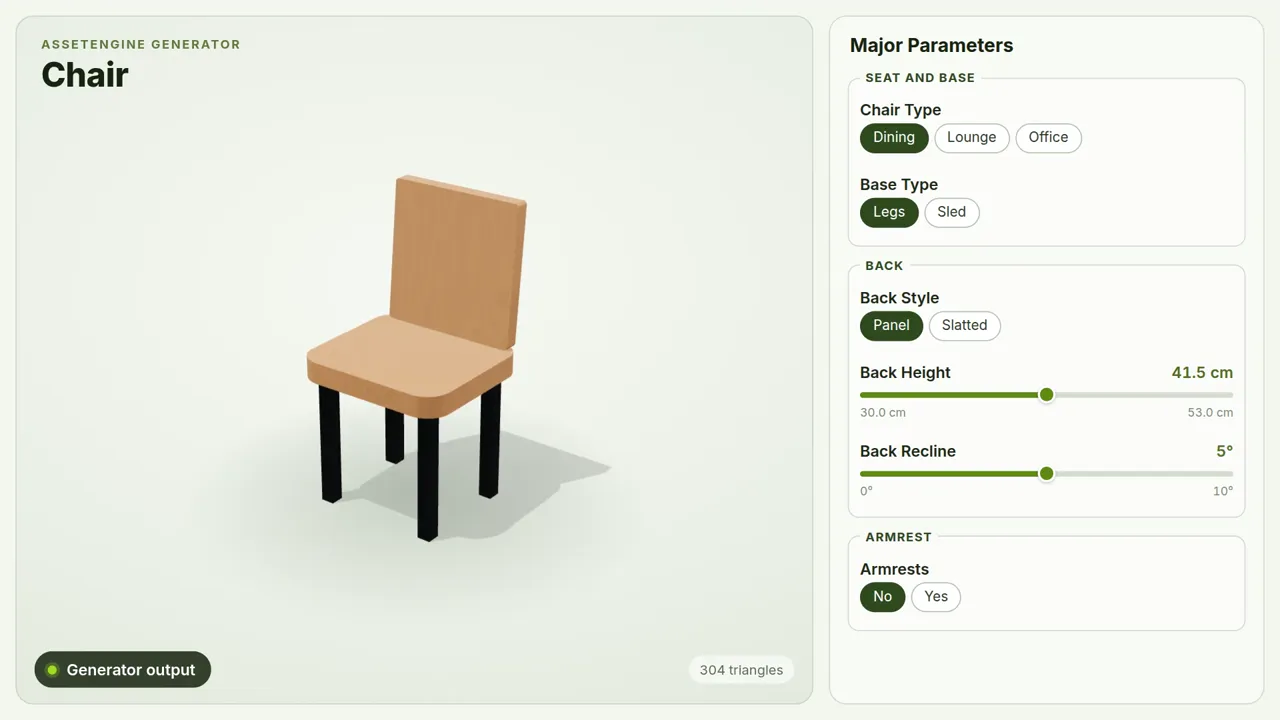 ASSETENGINE GENERATOR
Chair
Generator output
304 triangles
Major Parameters
SEAT AND BASE
Chair Type
Dining Lounge Office
Base Type
Legs Sled
BACK
Back Style
Panel Slatted
Back Height 41.5 cm
30.0 cm 53.0 cm
Back Recline 5°
0° 10°
ARMREST
Armrests
No Yes